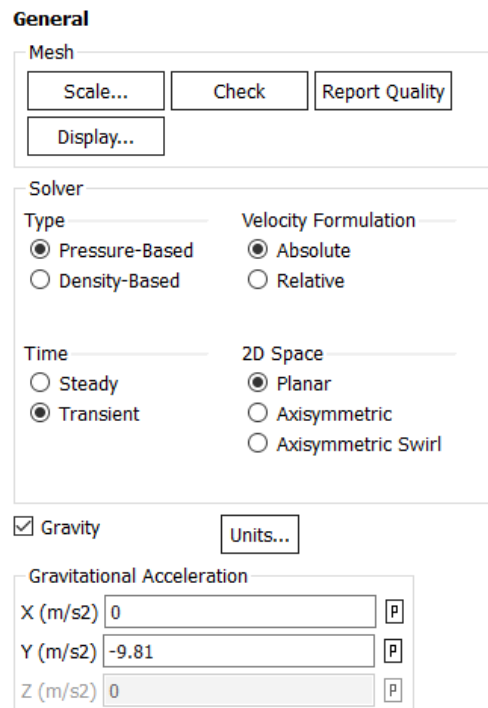 General
Mesh
Scale... Check Report Quality
Display...
Solver
Type Velocity Formulation
Pressure-Based Absolute
Density-Based Relative
Time 2D Space
Steady Planar
Transient Axisymmetric
Axisymmetric Swirl
Gravity Units...
Gravitational Acceleration
X (m/s2) 0 P
Y (m/s2) -9.81 P
Z (m/s2) 0 P